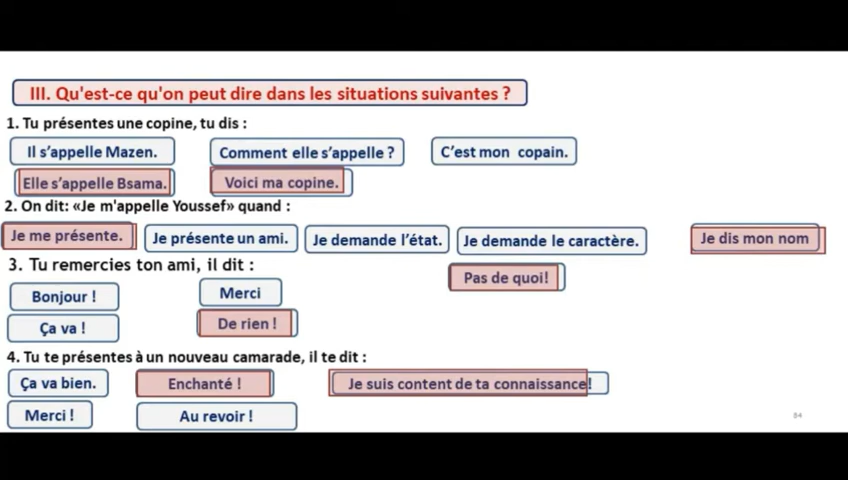 III. Qu'est-ce qu'on peut dire dans les situations suivantes ?
1. Tu présentes une copine, tu dis :
Il s'appelle Mazen. Comment elle s'appelle ? C'est mon copain.
Elle s'appelle Bsama. Voici ma copine.
2. On dit: «Je m'appelle Youssef» quand :
Je me présente. Je présente un ami. Je demande l'état. Je demande le caractère. Je dis mon nom
3. Tu remercies ton ami, il dit :
Pas de quoi!
Bonjour ! Merci
Ça va ! De rien !
4. Tu te présentes à un nouveau camarade, il te dit :
Ça va bien. Enchanté ! Je suis content de ta connaissance!
Merci ! Au revoir !
84